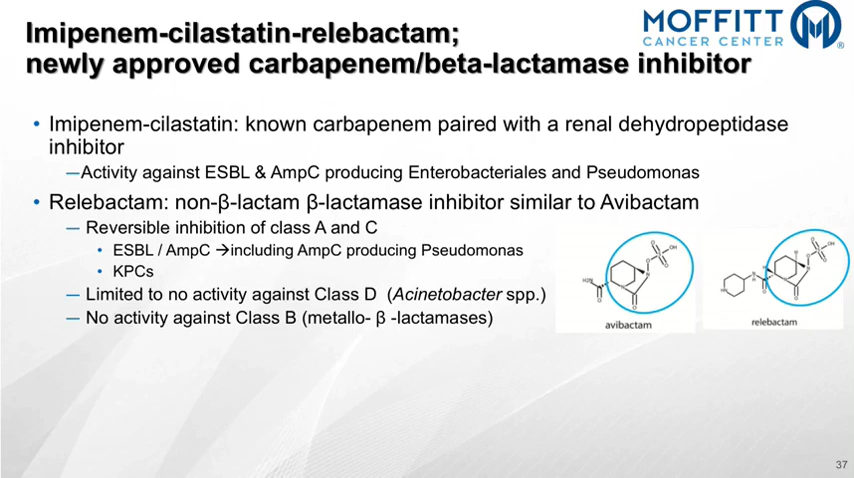 MOFFITT
CANCER CENTER
®
Imipenem-cilastatin-relebactam;
newly approved carbapenem/beta-lactamase inhibitor
• Imipenem-cilastatin: known carbapenem paired with a renal dehydropeptidase
inhibitor
—Activity against ESBL & AmpC producing Enterobacteriales and Pseudomonas
• Relebactam: non-β-lactam β-lactamase inhibitor similar to Avibactam
— Reversible inhibition of class A and C
• ESBL / AmpC →including AmpC producing Pseudomonas
• KPCs
— Limited to no activity against Class D (Acinetobacter spp.)
— No activity against Class B (metallo- β -lactamases)
avibactam
relebactam
37